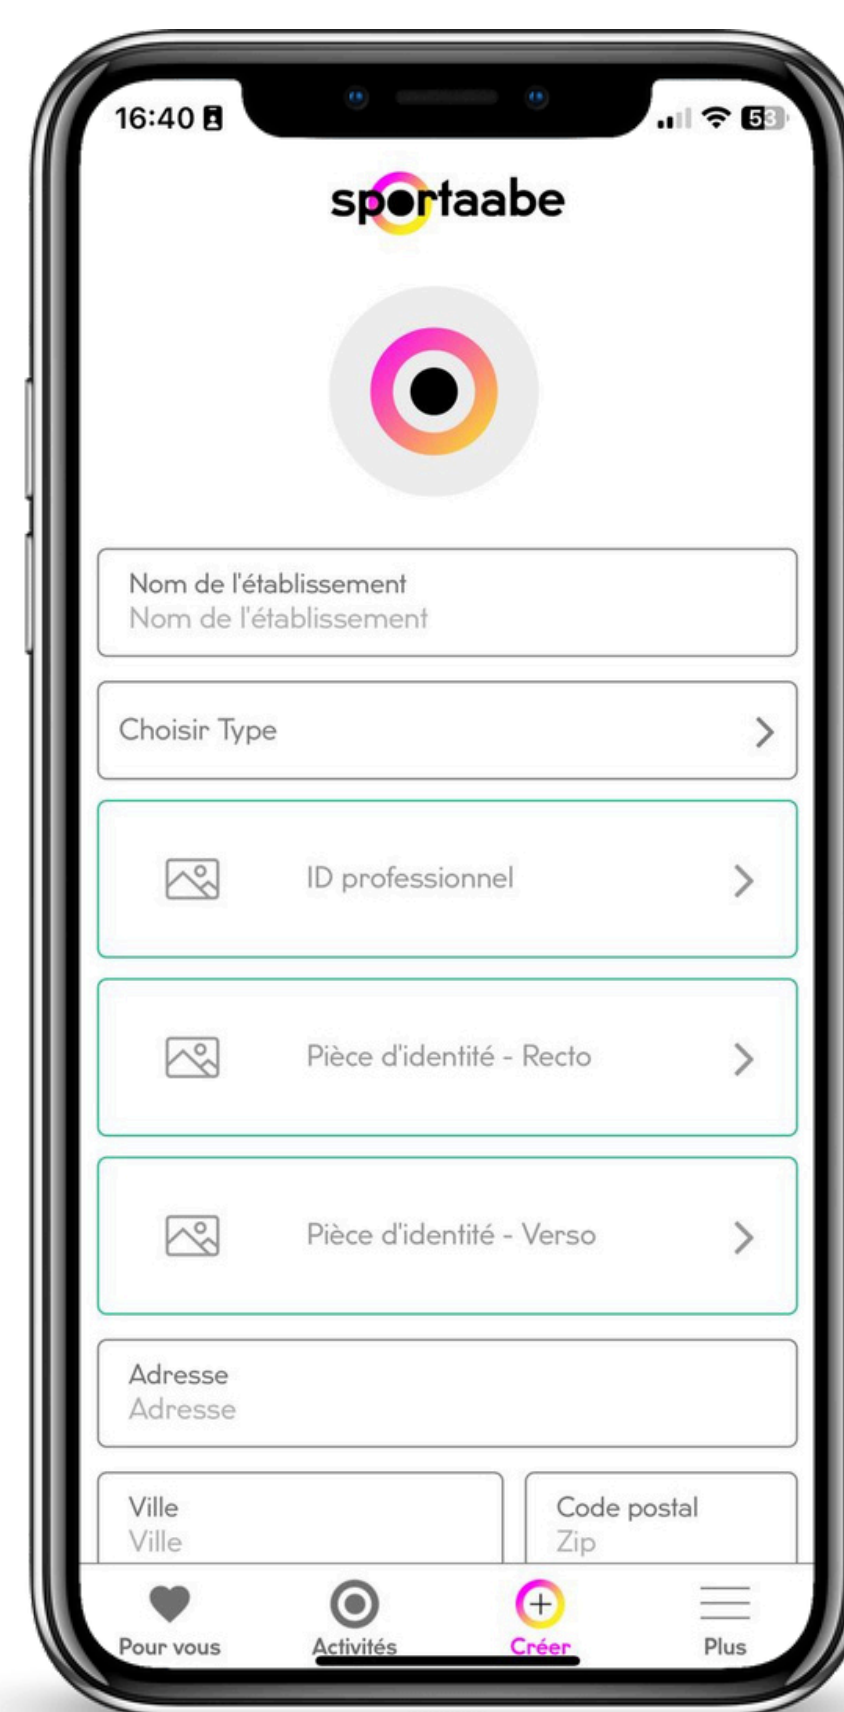 16:40
53
sportaabe
Nom de l'établissement
Nom de l'établissement
Choisir Type
ID professionnel
Pièce d'identité - Recto
Pièce d'identité - Verso
Adresse
Adresse
Ville
Code postal
Ville
Zip
Pour vous
Activités
Créer
Plus